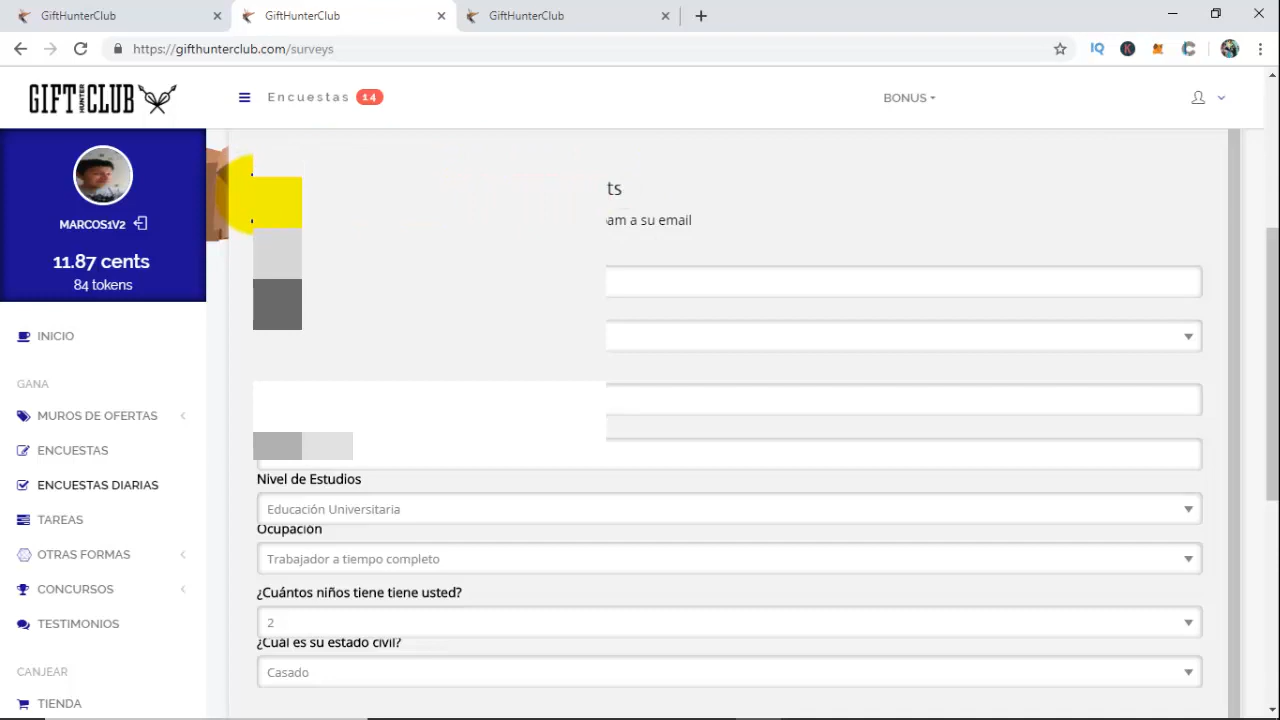 GiftHunterClub
GiftHunterClub
GiftHunterClub
https://gifthunterclub.com/surveys
IQ
K
C
GIFT HUNTER CLUB
Encuestas 14
BONUS
MARCOS1V2
11.87 cents
84 tokens
INICIO
GANA
MUROS DE OFERTAS
ENCUESTAS
ENCUESTAS DIARIAS
TAREAS
OTRAS FORMAS
CONCURSOS
TESTIMONIOS
CANJEAR
TIENDA
ts
am a su email
Nivel de Estudios
Educación Universitaria
Ocupación
Trabajador a tiempo completo
¿Cuántos niños tiene tiene usted?
2
¿Cuál es su estado civil?
Casado